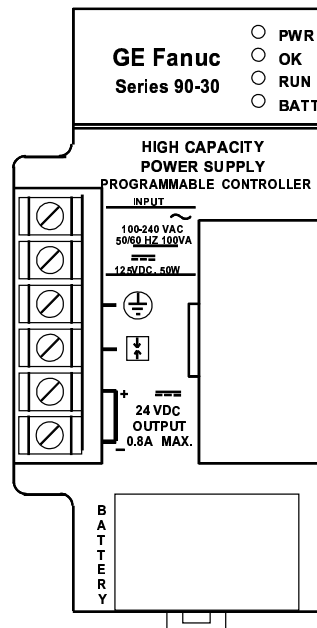 GE Fanuc
Series 90-30
PWR
OK
RUN
BATT
HIGH CAPACITY
POWER SUPPLY
PROGRAMMABLE CONTROLLER
INPUT
100-240 VAC
50/60 HZ 100VA
125VDC, 50W
+
24 VDC
OUTPUT
0.8A MAX.
−
BATTERY